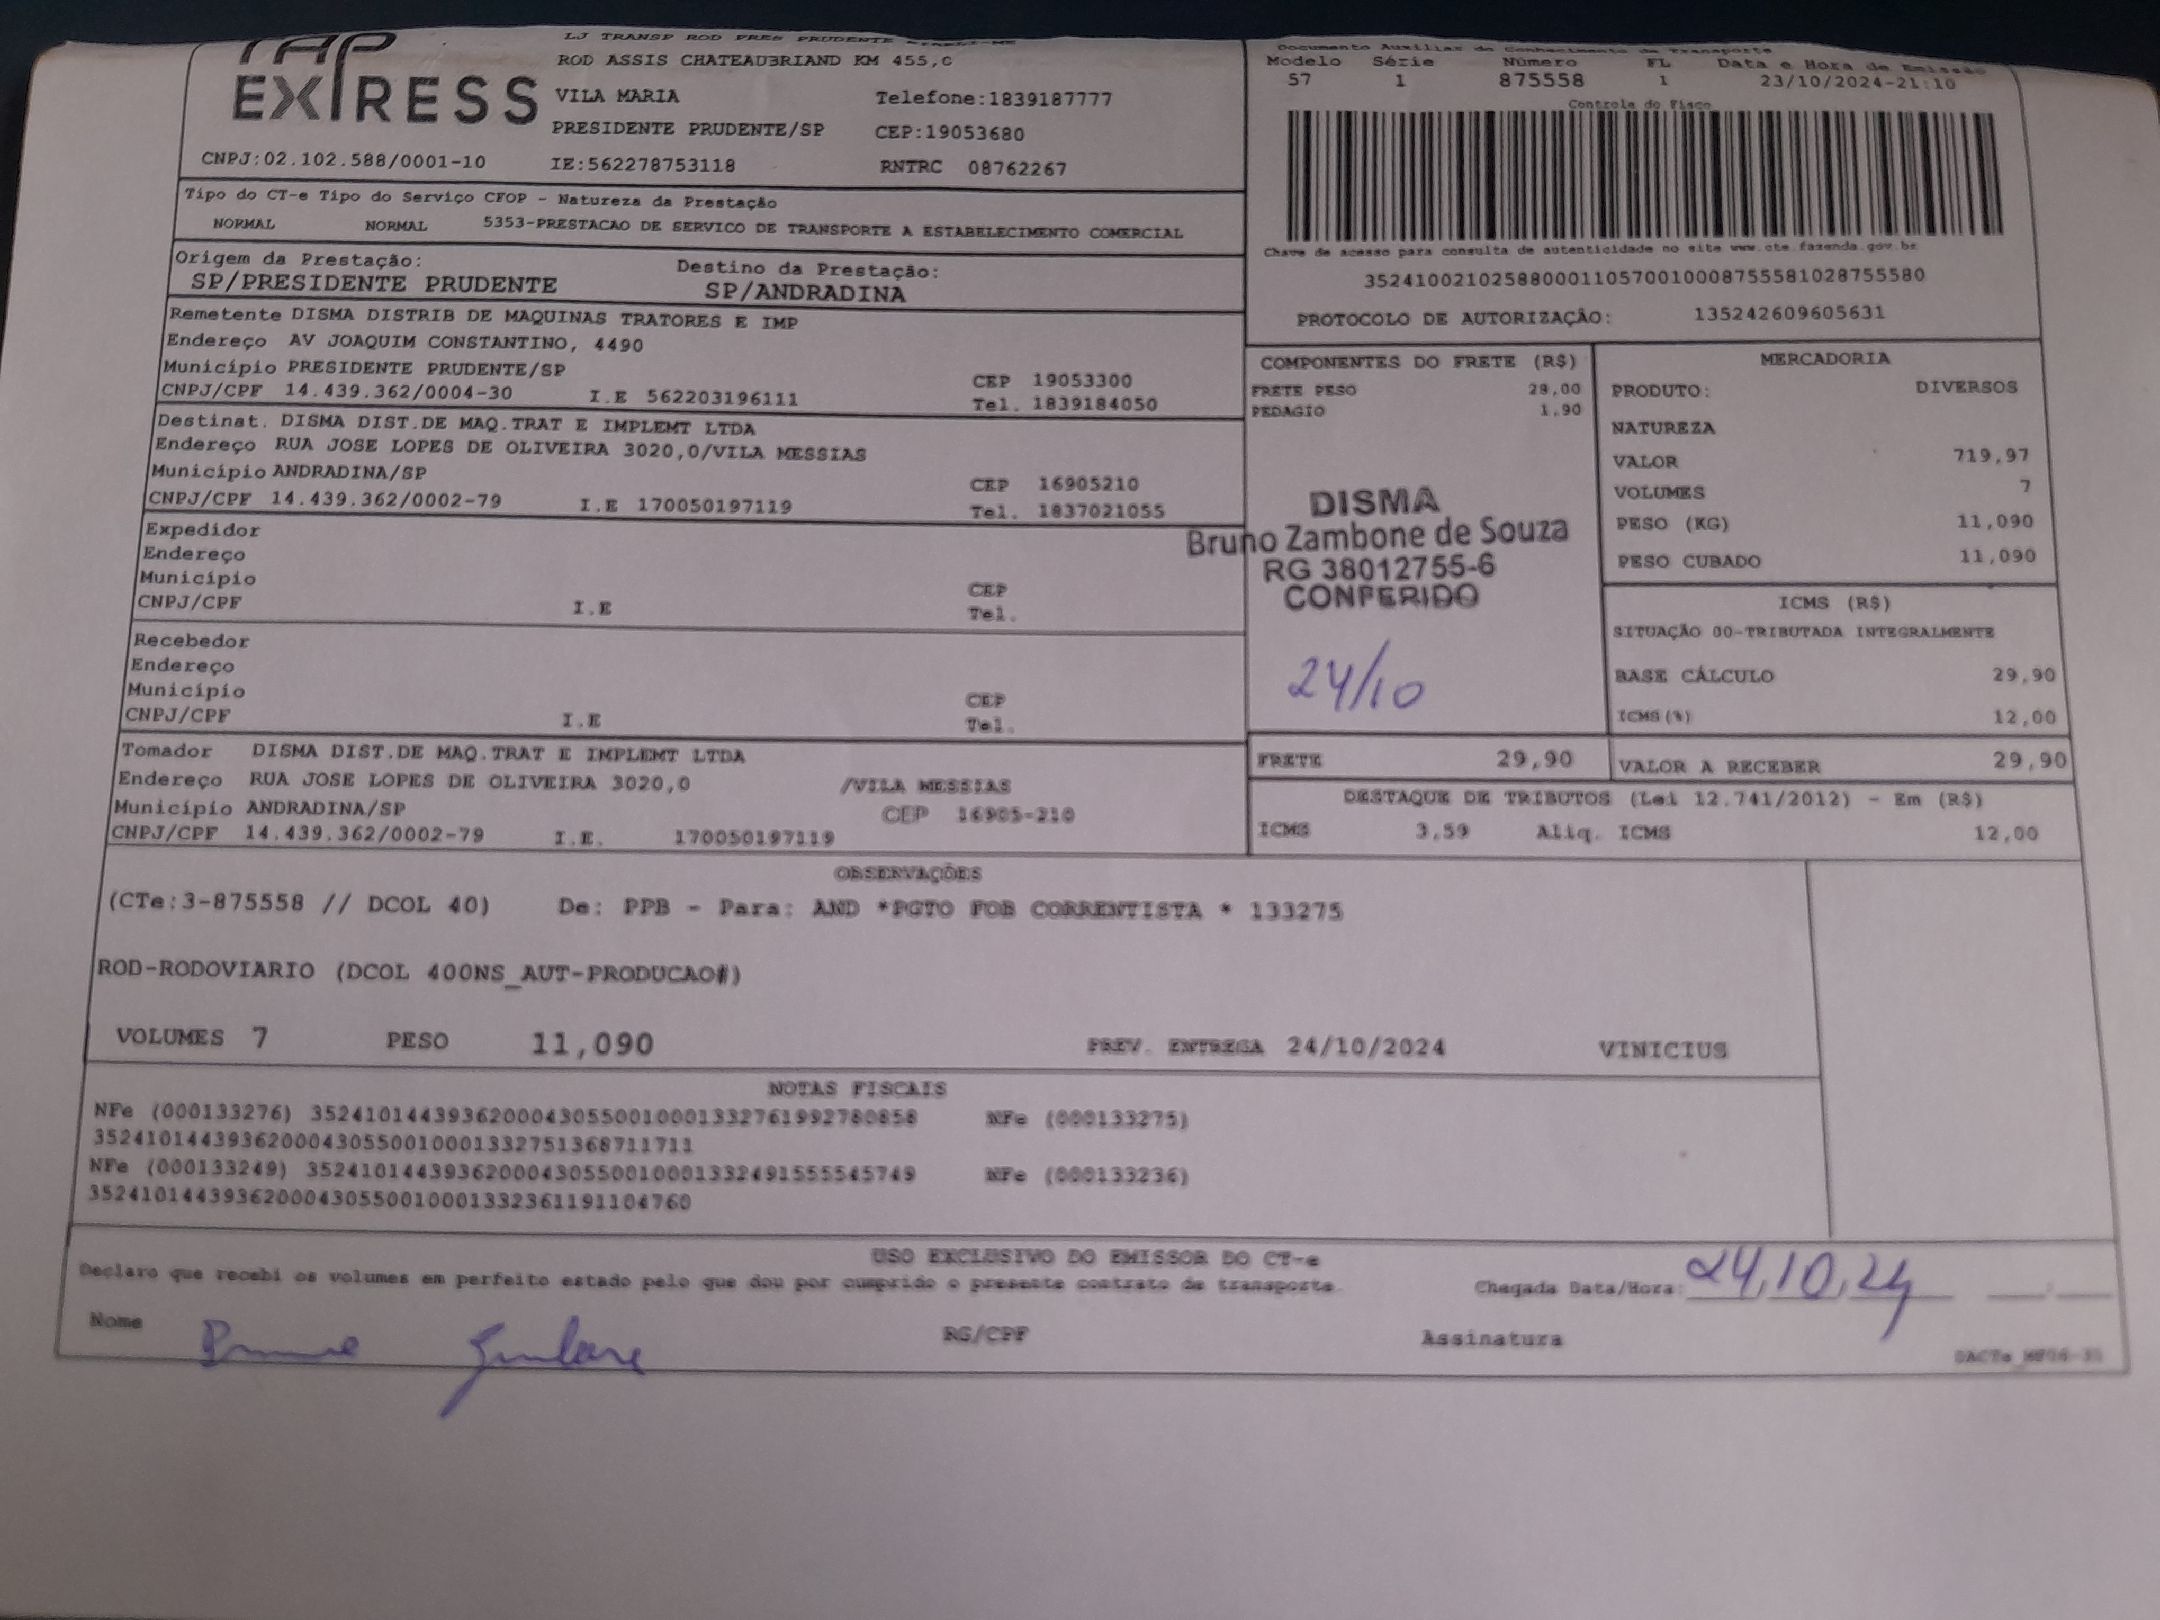 TAP
EXPRESS
LJ TRANSP ROD PRES PRUDENTE
ROD ASSIS CHATEAUBRIAND KM 455,0
VILA MARIA Telefone:1839187777
PRESIDENTE PRUDENTE/SP CEP:19053680
CNPJ:02.102.588/0001-10 IE:562278753118 RNTRC 08762267
Documento Auxiliar do Conhecimento de Transporte
Modelo Série Número FL Data e Hora de Emissão
57 1 875558 1 23/10/2024-21:10
Controle do Fisco
Chave de acesso para consulta de autenticidade no site www.cte.fazenda.gov.br
35241002102588000110570010008755581028755580
PROTOCOLO DE AUTORIZAÇÃO: 135242609605631
Tipo do CT-e Tipo do Serviço CFOP - Natureza da Prestação
NORMAL NORMAL 5353-PRESTACAO DE SERVICO DE TRANSPORTE A ESTABELECIMENTO COMERCIAL
Origem da Prestação: Destino da Prestação:
SP/PRESIDENTE PRUDENTE SP/ANDRADINA
Remetente DISMA DISTRIB DE MAQUINAS TRATORES E IMP
Endereço AV JOAQUIM CONSTANTINO, 4490
Município PRESIDENTE PRUDENTE/SP CEP 19053300
CNPJ/CPF 14.439.362/0004-30 I.E 562203196111 Tel. 1839184050
Destinat. DISMA DIST.DE MAQ.TRAT E IMPLEMT LTDA
Endereço RUA JOSE LOPES DE OLIVEIRA 3020,0/VILA MESSIAS
Município ANDRADINA/SP CEP 16905210
CNPJ/CPF 14.439.362/0002-79 I.E 170050197119 Tel. 1837021055
Expedidor
Endereço
Município CEP
CNPJ/CPF I.E Tel.
Recebedor
Endereço
Município CEP
CNPJ/CPF I.E Tel.
Tomador DISMA DIST.DE MAQ.TRAT E IMPLEMT LTDA
Endereço RUA JOSE LOPES DE OLIVEIRA 3020,0 /VILA MESSIAS
Município ANDRADINA/SP CEP 16905-210
CNPJ/CPF 14.439.362/0002-79 I.E. 170050197119
COMPONENTES DO FRETE (R$)
FRETE PESO 28,00
PEDAGIO 1,90
DISMA
Bruno Zambone de Souza
RG 38012755-6
CONFERIDO
24/10
MERCADORIA
PRODUTO: DIVERSOS
NATUREZA
VALOR 719,97
VOLUMES 7
PESO (KG) 11,090
PESO CUBADO 11,090
ICMS (R$)
SITUAÇÃO 00-TRIBUTADA INTEGRALMENTE
BASE CÁLCULO 29,90
ICMS(%) 12,00
FRETE 29,90 VALOR A RECEBER 29,90
DESTAQUE DE TRIBUTOS (Lei 12.741/2012) - Em (R$)
ICMS 3,59 Aliq. ICMS 12,00
OBSERVAÇÕES
(CTe:3-875558 // DCOL 40) De: PPB - Para: AND *PGTO FOB CORRENTISTA * 133275
ROD-RODOVIARIO (DCOL 400NS_AUT-PRODUCAO#)
VOLUMES 7 PESO 11,090 PREV. ENTREGA 24/10/2024 VINICIUS
NOTAS FISCAIS
NFe (000133276) 35241014439362000430550010001332761992780858 NFe (000133275)
35241014439362000430550010001332751368711711
NFe (000133249) 35241014439362000430550010001332491555545749 NFe (000133236)
35241014439362000430550010001332361191104760
USO EXCLUSIVO DO EMISSOR DO CT-e
Declaro que recebi os volumes em perfeito estado pelo que dou por cumprido o presente contrato de transporte. Chegada Data/Hora: 24,10,24
Nome RG/CPF Assinatura